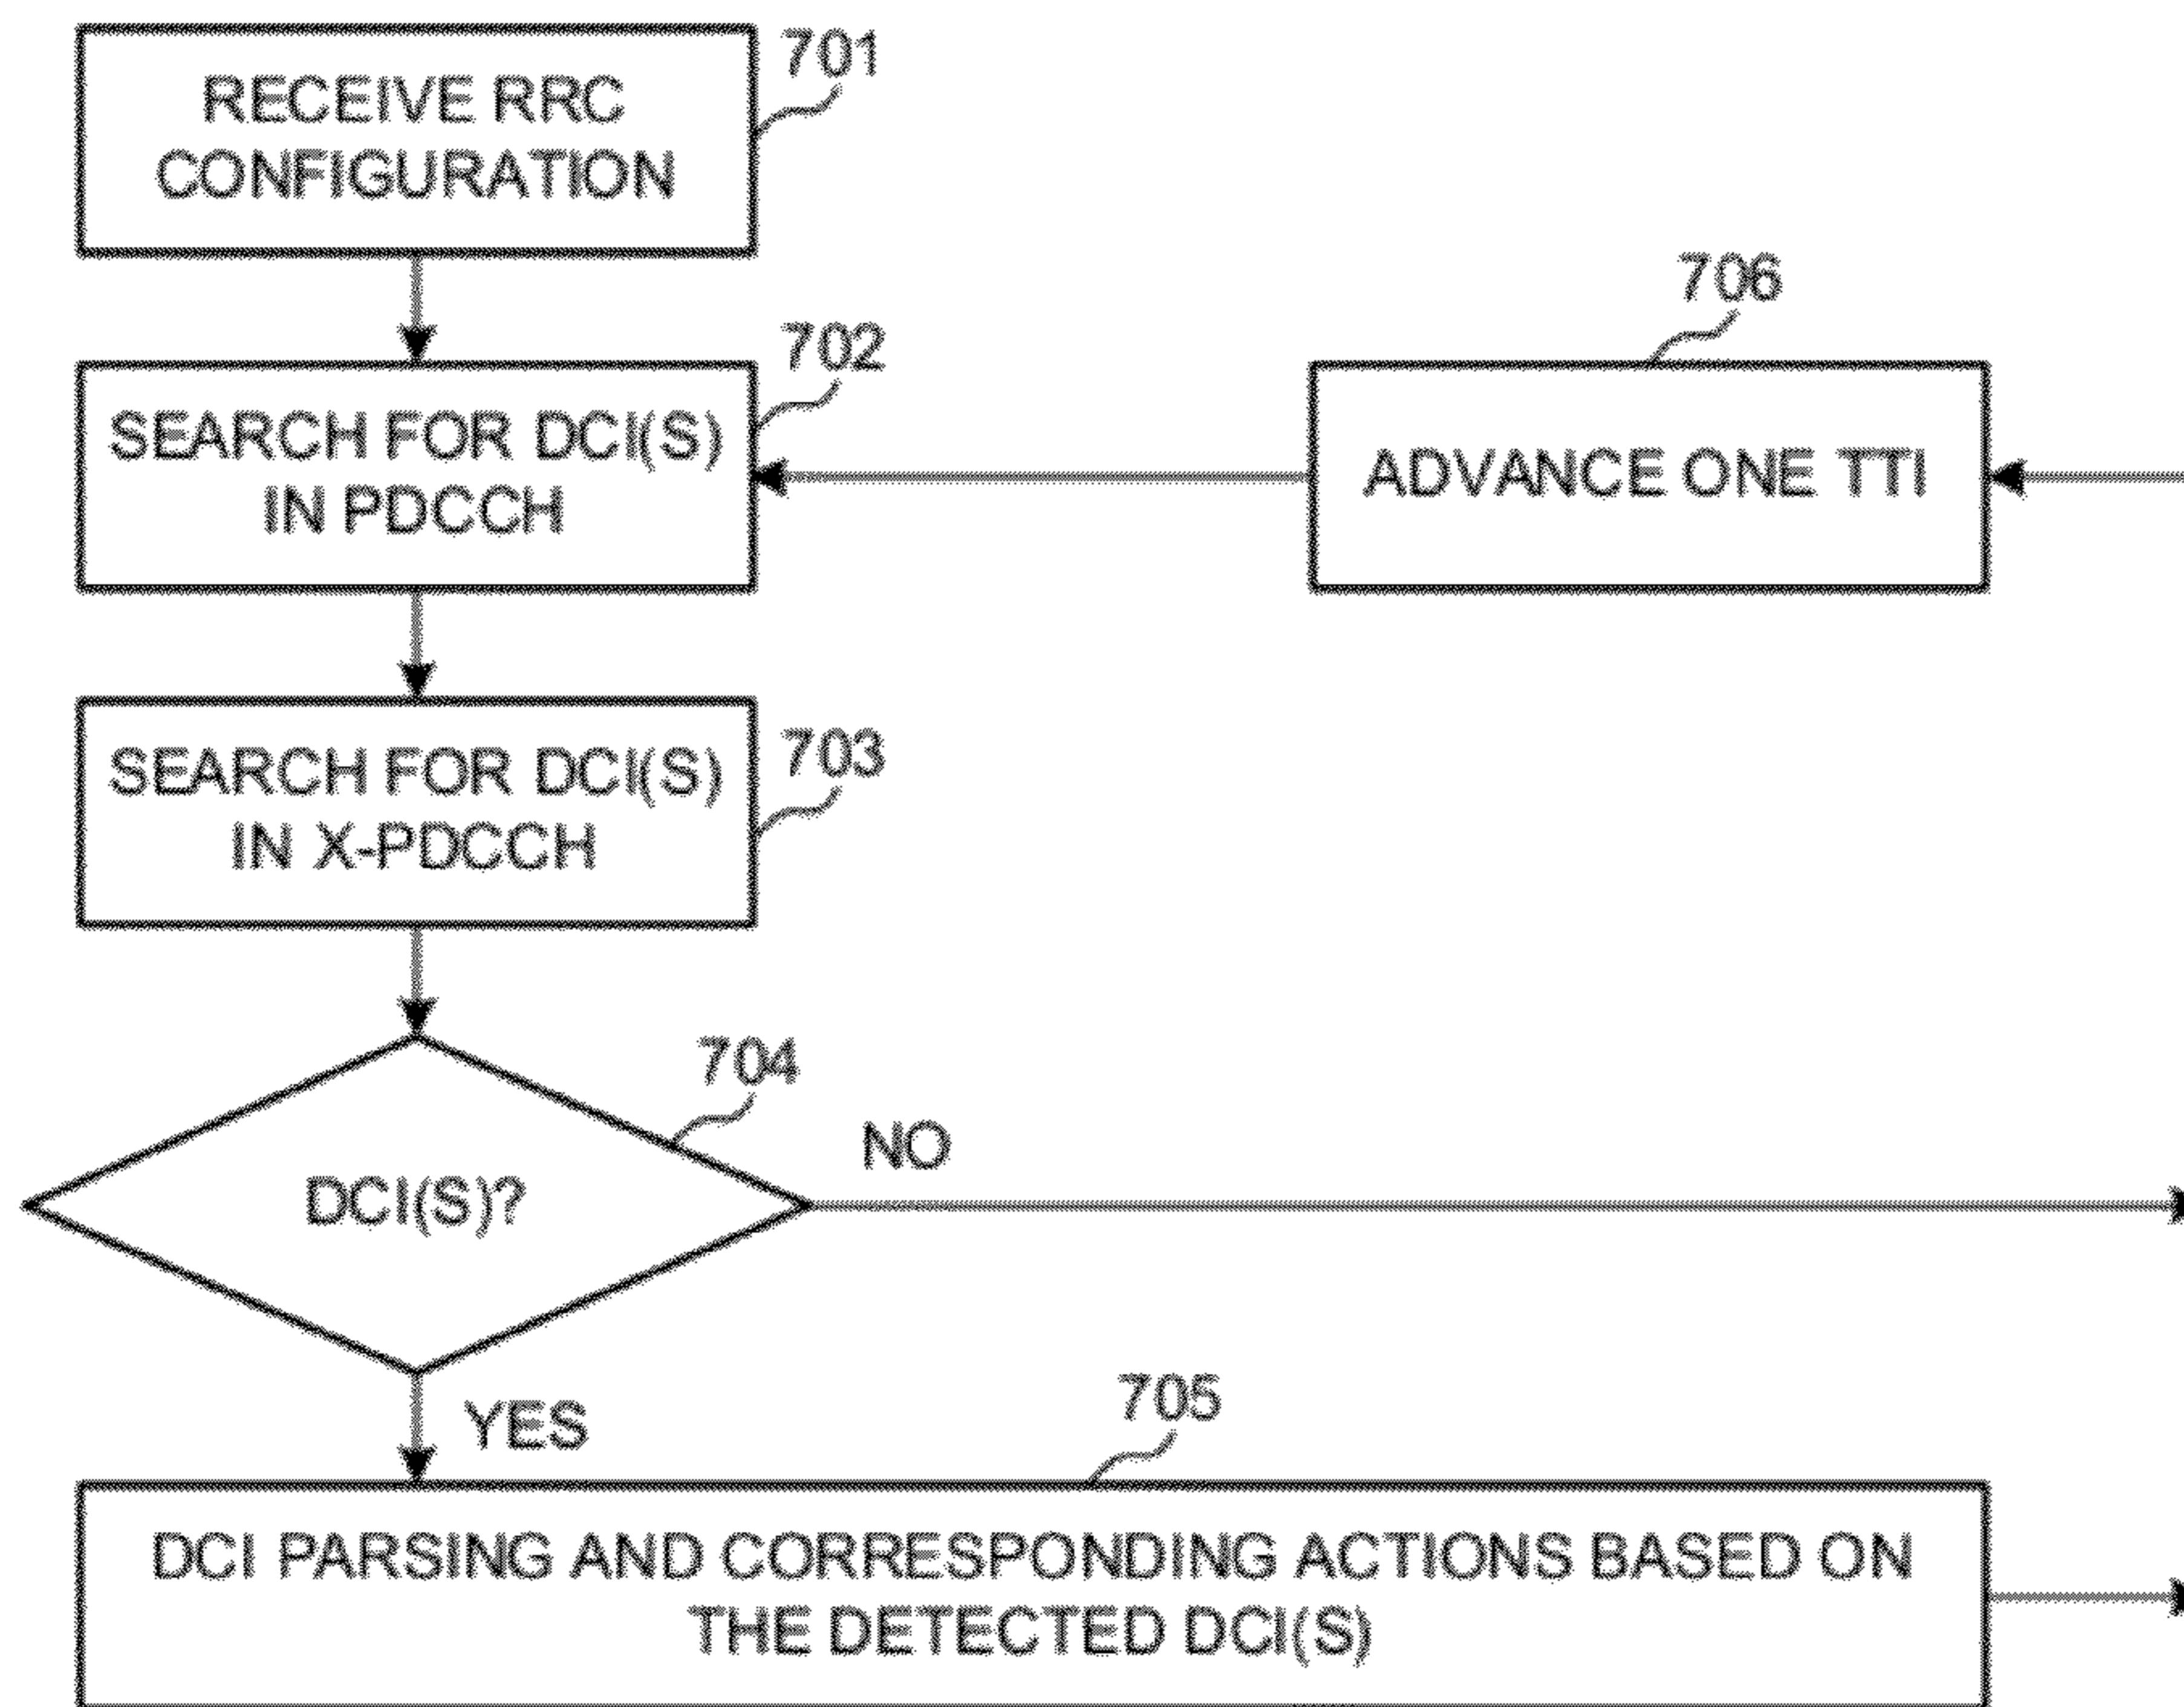 701
RECEIVE RRC
CONFIGURATION
702
SEARCH FOR DCI(S)
IN PDCCH
706
ADVANCE ONE TTI
703
SEARCH FOR DCI(S)
IN X-PDCCH
704
DCI(S)?
NO
YES
705
DCI PARSING AND CORRESPONDING ACTIONS BASED ON
THE DETECTED DCI(S)